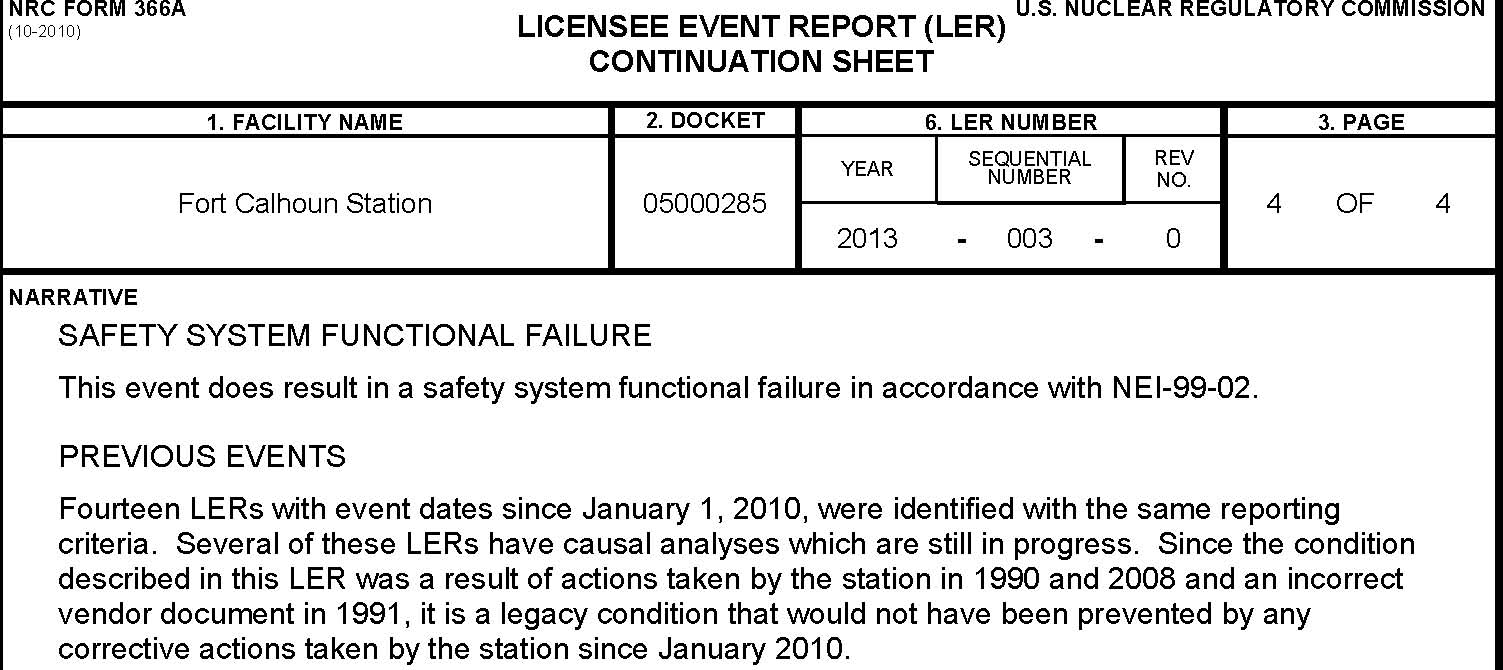 NRC FORM 366A
(10-2010)
U.S. NUCLEAR REGULATORY COMMISSION
LICENSEE EVENT REPORT (LER)
CONTINUATION SHEET
1. FACILITY NAME
2. DOCKET
6. LER NUMBER
3. PAGE
Fort Calhoun Station
05000285
YEAR
SEQUENTIAL
NUMBER
REV
NO.
2013 - 003 - 0
4 OF 4
NARRATIVE
SAFETY SYSTEM FUNCTIONAL FAILURE
This event does result in a safety system functional failure in accordance with NEI-99-02.
PREVIOUS EVENTS
Fourteen LERs with event dates since January 1, 2010, were identified with the same reporting
criteria. Several of these LERs have causal analyses which are still in progress. Since the condition
described in this LER was a result of actions taken by the station in 1990 and 2008 and an incorrect
vendor document in 1991, it is a legacy condition that would not have been prevented by any
corrective actions taken by the station since January 2010.